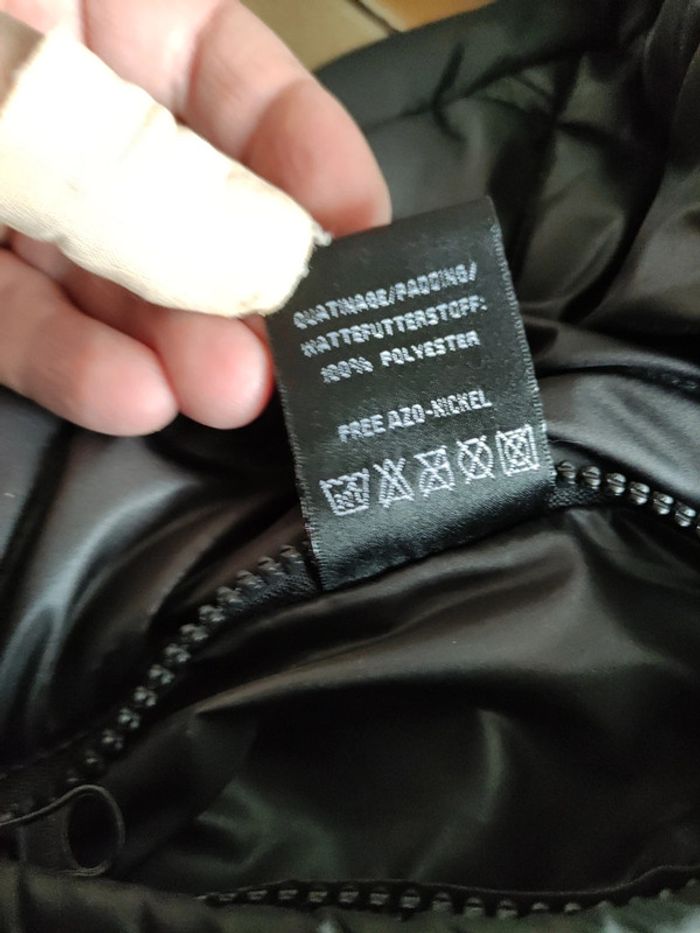 OUATINAGE/PADDING/
WATTEFUTTERSTOFF:
100% POLYESTER
FREE AZO-NICKEL